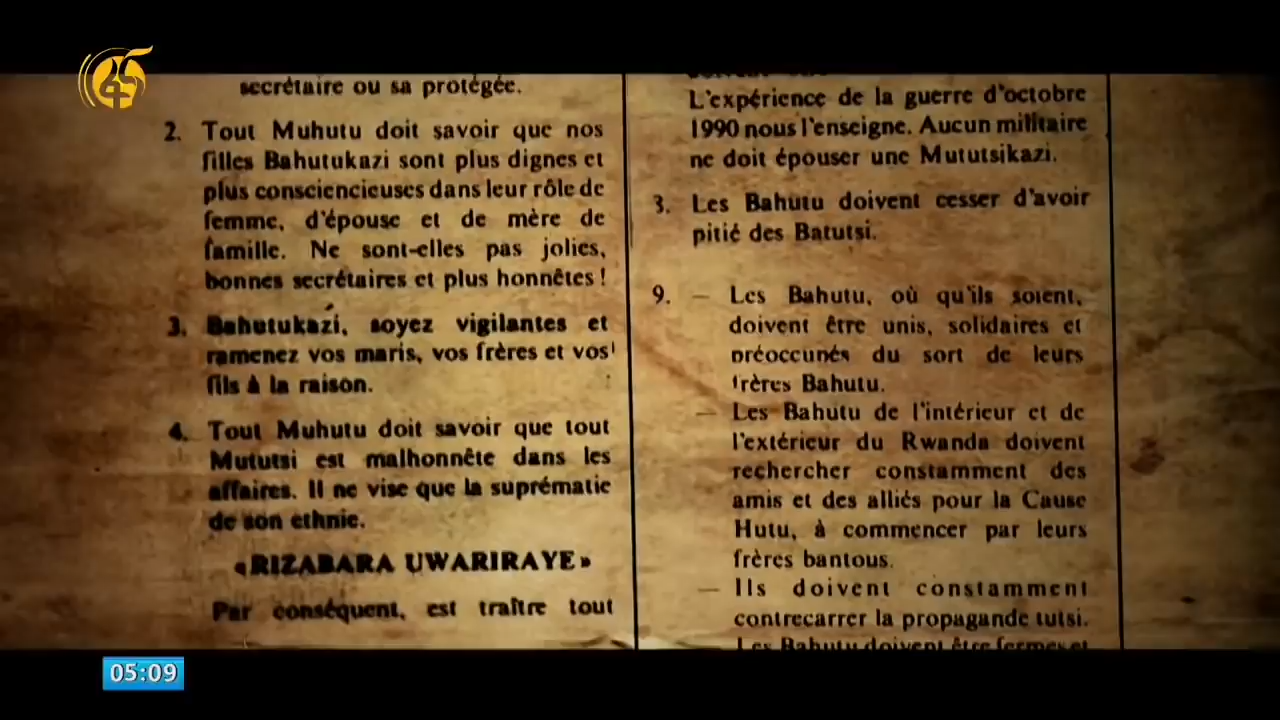 secrétaire ou sa protégée.
2. Tout Muhutu doit savoir que nos
filles Bahutukazi sont plus dignes et
plus consciencieuses dans leur rôle de
femme, d'épouse et de mère de
famille. Ne sont-elles pas jolies,
bonnes secrétaires et plus honnêtes !
3. Bahutukazi, soyez vigilantes et
ramenez vos maris, vos frères et vos
fils à la raison.
4. Tout Muhutu doit savoir que tout
Mututsi est malhonnête dans les
affaires. Il ne vise que la suprématie
de son ethnie.
«RIZABARA UWARIRAYE»
Par conséquent, est traître tout
L'expérience de la guerre d'octobre
1990 nous l'enseigne. Aucun militaire
ne doit épouser une Mututsikazi.
3. Les Bahutu doivent cesser d'avoir
pitié des Batutsi.
9. — Les Bahutu, où qu'ils soient,
doivent être unis, solidaires et
préoccupés du sort de leurs
frères Bahutu.
— Les Bahutu de l'intérieur et de
l'extérieur du Rwanda doivent
rechercher constamment des
amis et des alliés pour la Cause
Hutu, à commencer par leurs
frères bantous.
— Ils doivent constamment
contrecarrer la propagande tutsi.
Les Bahutu doivent être fermes et
05:09